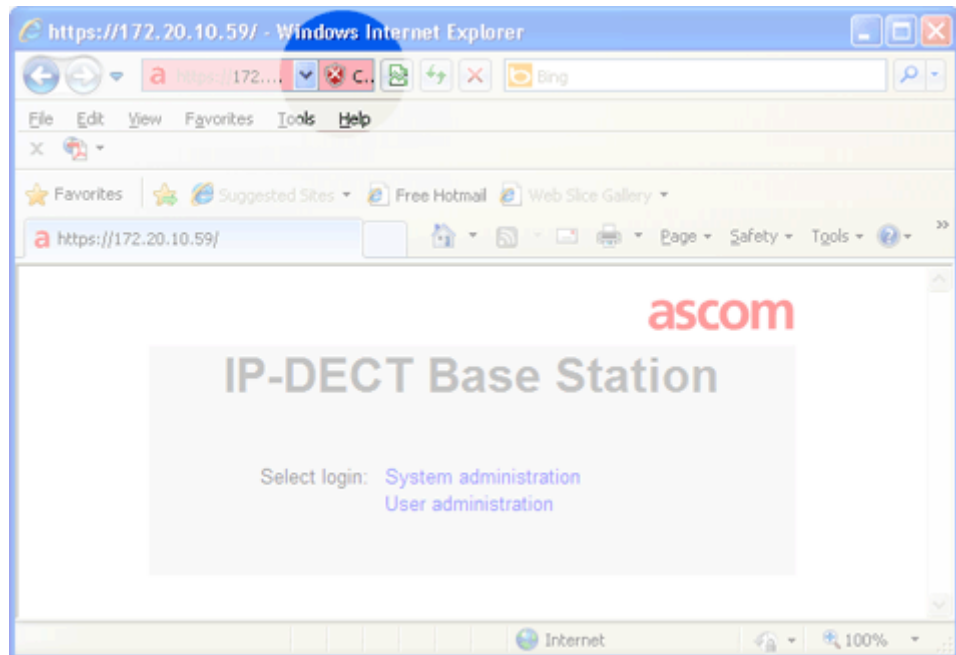 https://172.20.10.59/ - Windows Internet Explorer
https://172.... C.. Bing
File Edit View Favorites Tools Help
Favorites Suggested Sites Free Hotmail Web Slice Gallery
https://172.20.10.59/ Page Safety Tools »
ascom
IP-DECT Base Station
Select login: System administration
User administration
Internet 100%